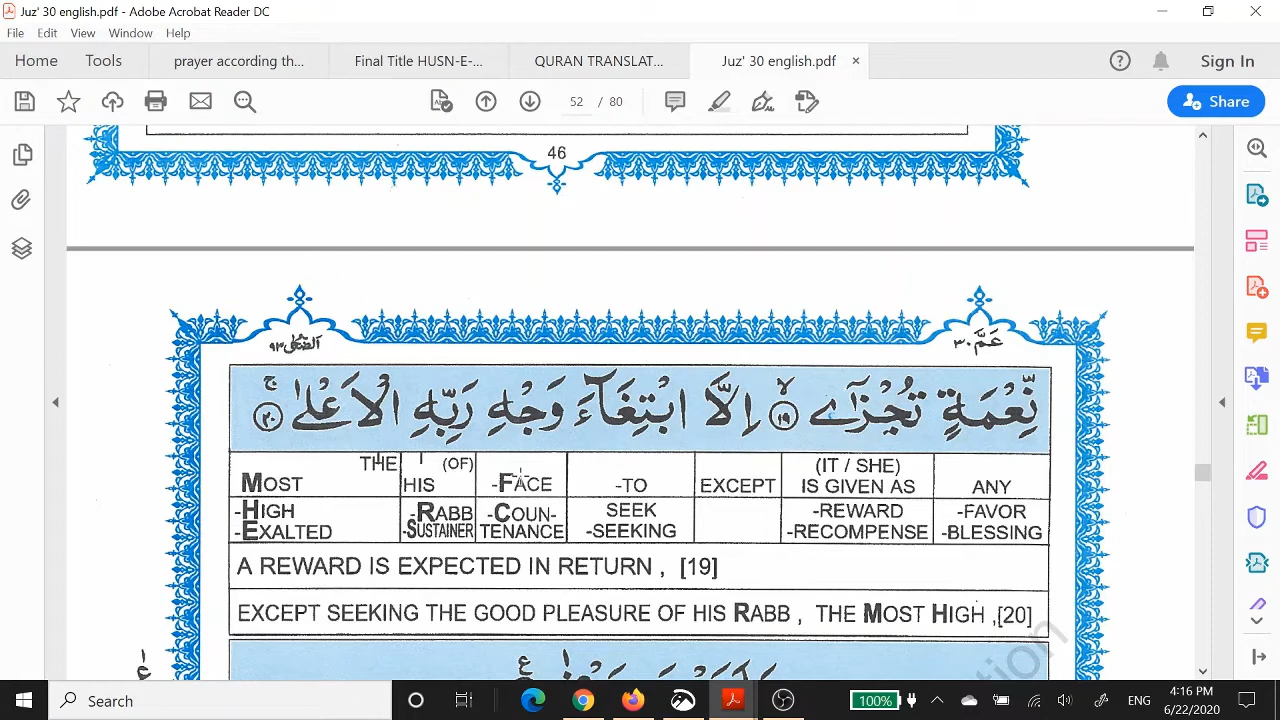 Juz' 30 english.pdf - Adobe Acrobat Reader DC
File Edit View Window Help
Home Tools prayer according th... Final Title HUSN-E-... QURAN TRANSLAT... Juz' 30 english.pdf × Sign In
52 / 80 Share
46
الضحى ٩٣ عَمَّ ٣٠
نِّعْمَةٍ تُجْزٰٓى ۙ﴿۱۹﴾ اِلَّا ابْتِغَآءَ وَجْهِ رَبِّهِ الْاَعْلٰى ۚ﴿۲۰﴾
THE MOST (OF) HIS -FACE -TO EXCEPT (IT / SHE) IS GIVEN AS ANY
-HIGH -RABB -COUN- SEEK -REWARD -FAVOR
-EXALTED -SUSTAINER TENANCE -SEEKING -RECOMPENSE -BLESSING
A REWARD IS EXPECTED IN RETURN , [19]
EXCEPT SEEKING THE GOOD PLEASURE OF HIS RABB , THE MOST HIGH ,[20]
Search 100% ENG 4:16 PM
6/22/2020